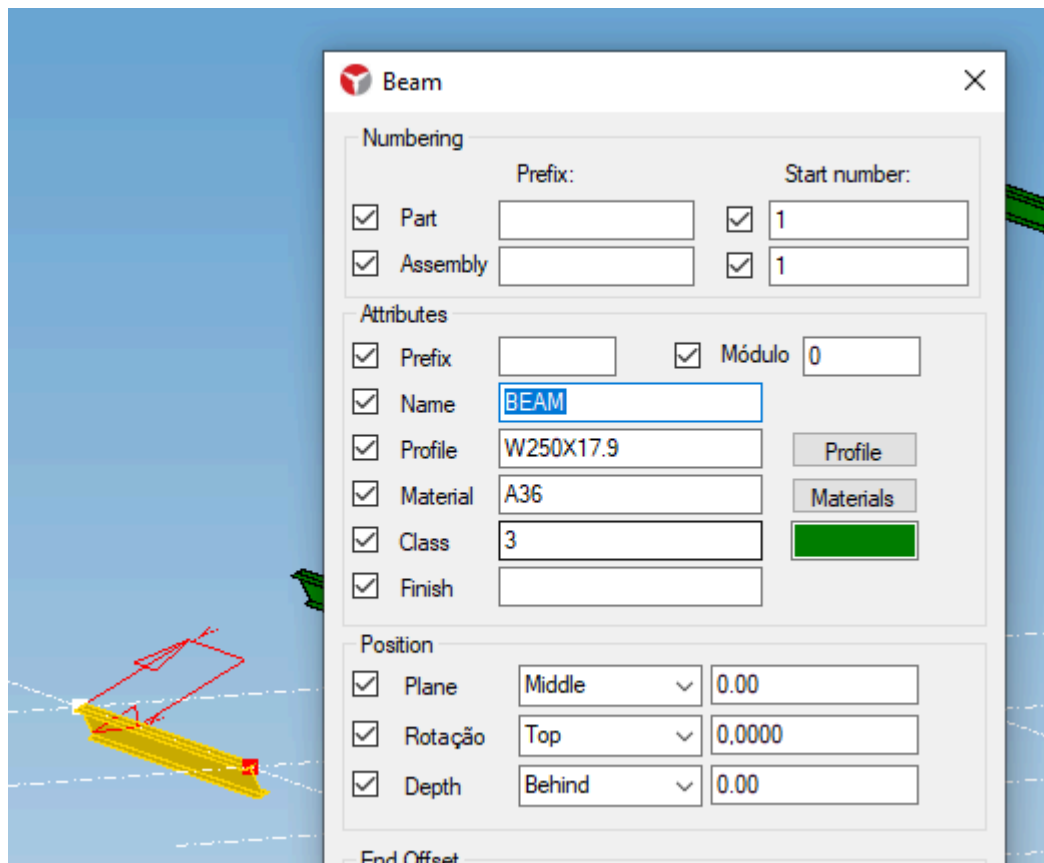 Beam
Numbering
Prefix: Start number:
Part 1
Assembly 1
Attributes
Prefix Módulo 0
Name BEAM
Profile W250X17.9 Profile
Material A36 Materials
Class 3
Finish
Position
Plane Middle 0.00
Rotação Top 0,0000
Depth Behind 0.00
End Offset